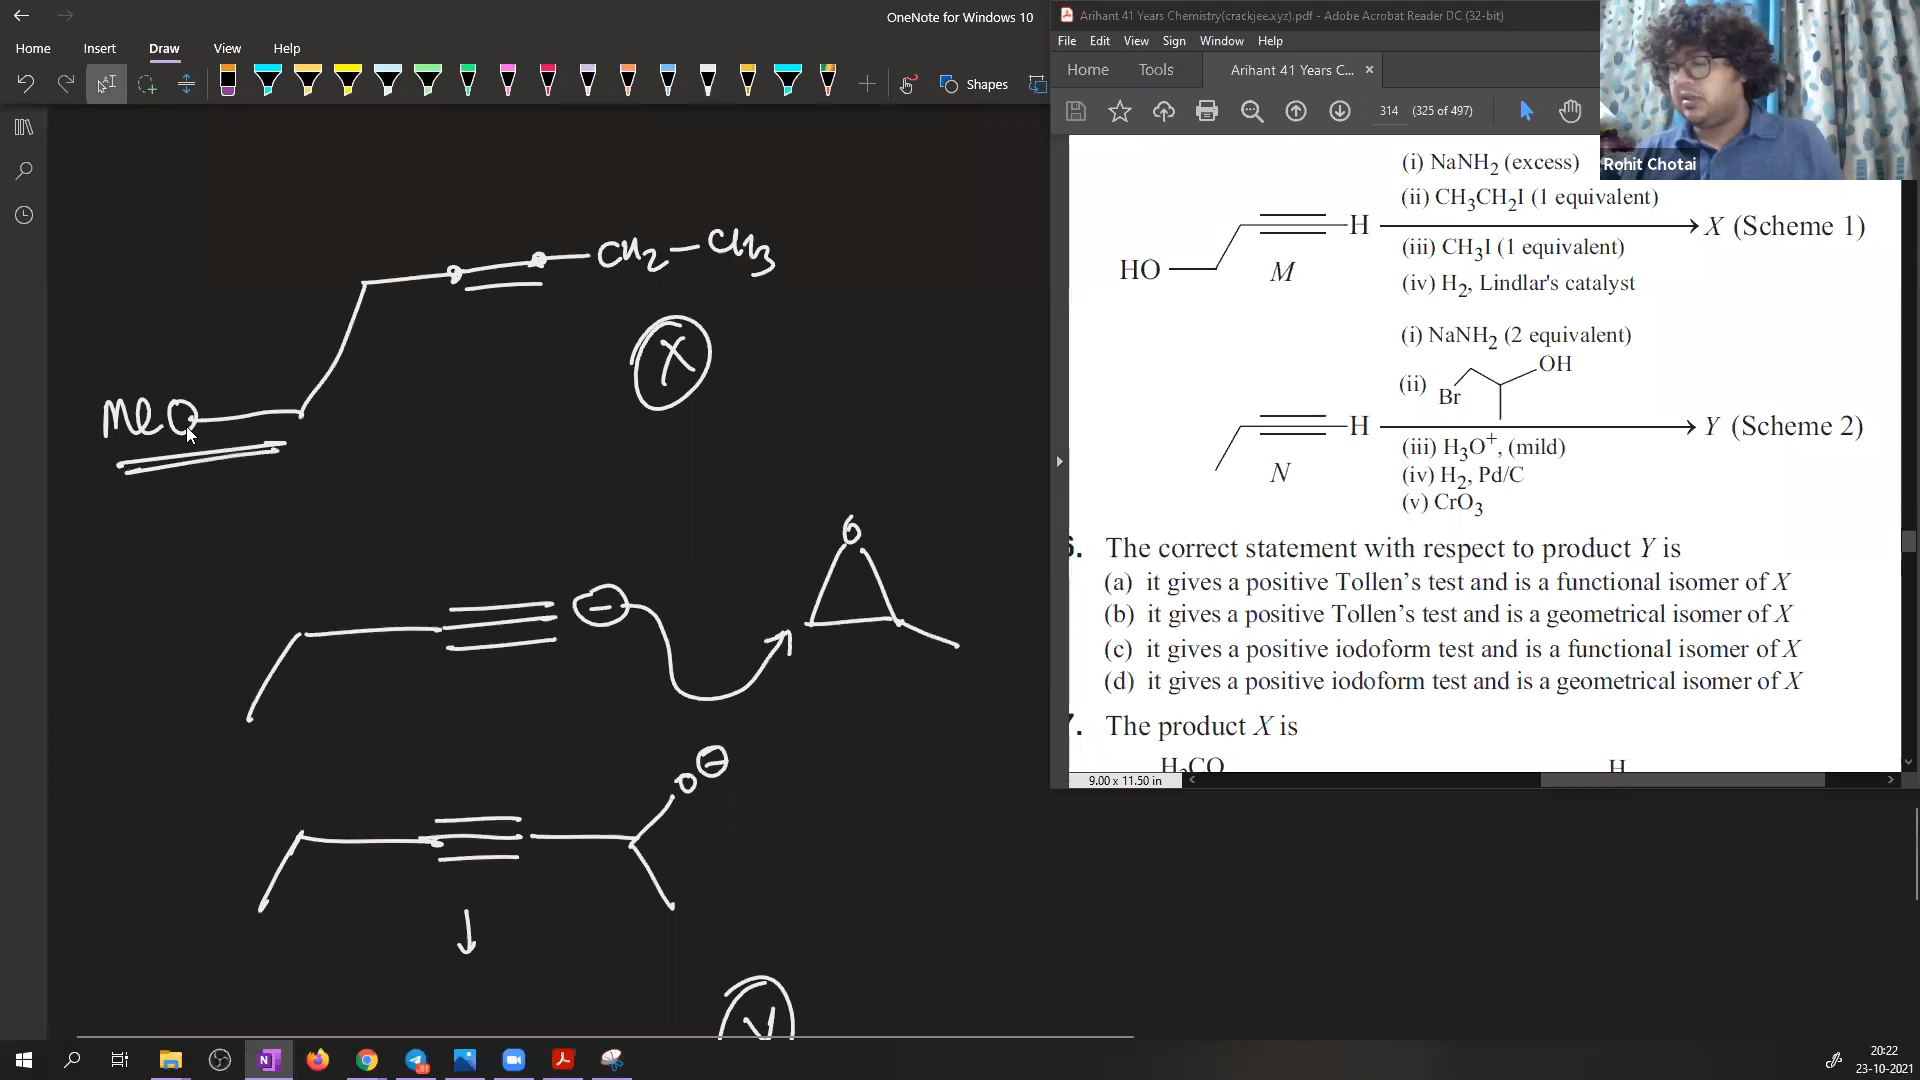 OneNote for Windows 10
Home Insert Draw View Help
Shapes
MeO
CH2 – CH3
X
O
−
O⊖
Y
Arihant 41 Years Chemistry(crackjee.xyz).pdf - Adobe Acrobat Reader DC (32-bit)
File Edit View Sign Window Help
Home Tools Arihant 41 Years C... ×
314 (325 of 497)
Rohit Chotai
(i) NaNH2 (excess)
(ii) CH3CH2I (1 equivalent)
HO H X (Scheme 1)
M
(iii) CH3I (1 equivalent)
(iv) H2, Lindlar's catalyst
(i) NaNH2 (2 equivalent)
(ii) Br OH
H Y (Scheme 2)
N
(iii) H3O+, (mild)
(iv) H2, Pd/C
(v) CrO3
6. The correct statement with respect to product Y is
(a) it gives a positive Tollen's test and is a functional isomer of X
(b) it gives a positive Tollen's test and is a geometrical isomer of X
(c) it gives a positive iodoform test and is a functional isomer of X
(d) it gives a positive iodoform test and is a geometrical isomer of X
7. The product X is
H3CO H
9.00 x 11.50 in
20:22
23-10-2021